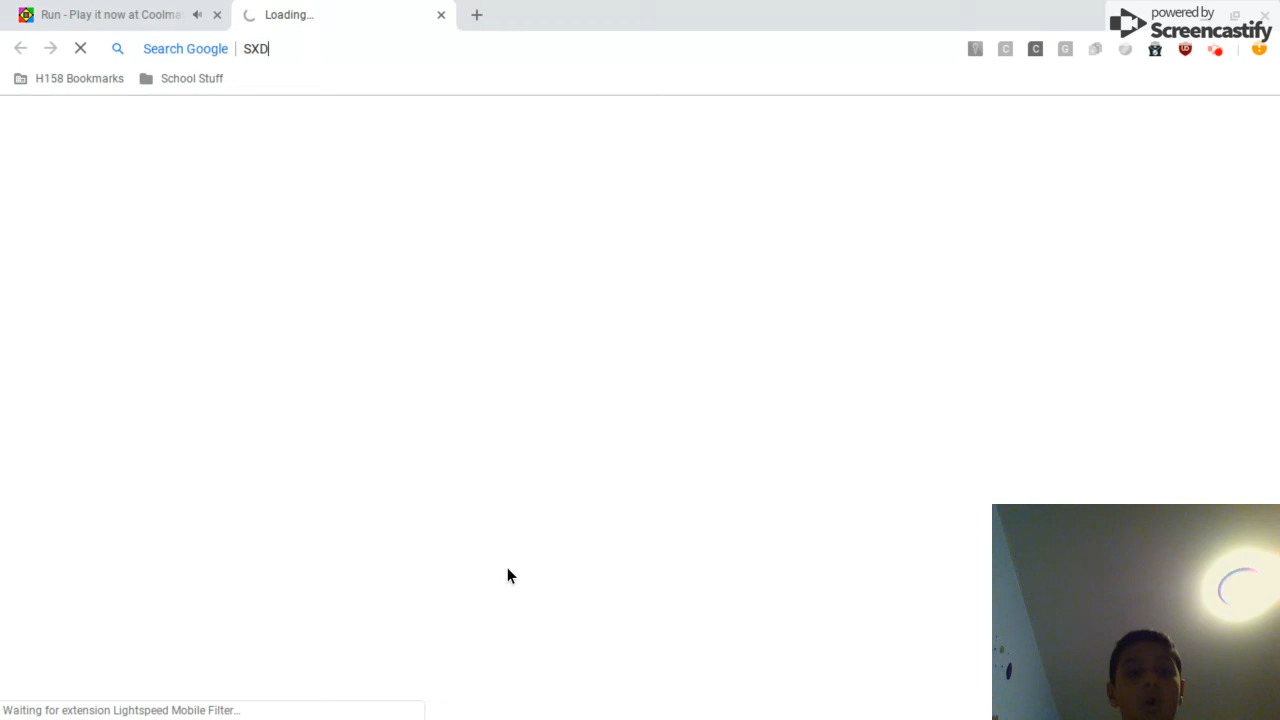 Run - Play it now at Coolma
Loading...
powered by
Screencastify
Search Google
SXD
H158 Bookmarks
School Stuff
Waiting for extension Lightspeed Mobile Filter...